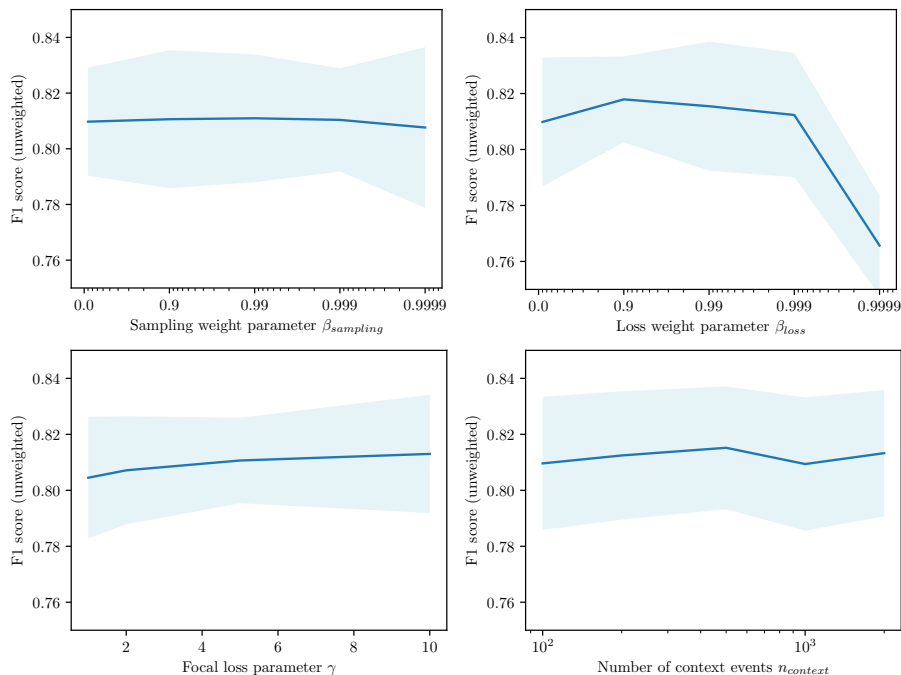 0.84
0.82
0.80
0.78
0.76
F1 score (unweighted)
0.0 0.9 0.99 0.999 0.9999
Sampling weight parameter β_sampling
0.84
0.82
0.80
0.78
0.76
F1 score (unweighted)
0.0 0.9 0.99 0.999 0.9999
Loss weight parameter β_loss
0.84
0.82
0.80
0.78
0.76
F1 score (unweighted)
2 4 6 8 10
Focal loss parameter γ
0.84
0.82
0.80
0.78
0.76
F1 score (unweighted)
10² 10³
Number of context events n_context